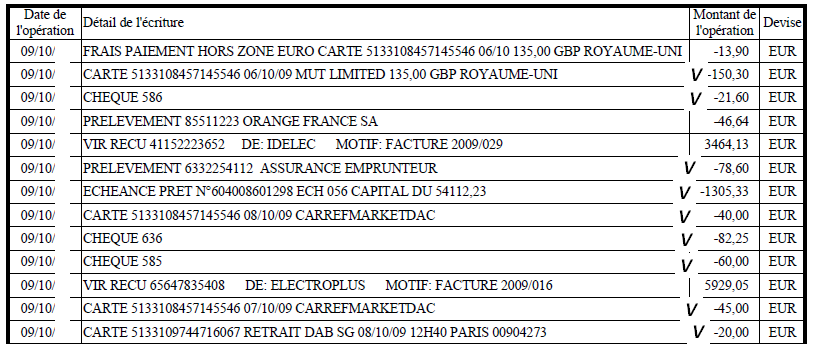 Date de l'opération Détail de l'écriture Montant de l'opération Devise
09/10/ FRAIS PAIEMENT HORS ZONE EURO CARTE 5133108457145546 06/10 135,00 GBP ROYAUME-UNI -13,90 EUR
09/10/ CARTE 5133108457145546 06/10/09 MUT LIMITED 135,00 GBP ROYAUME-UNI V -150,30 EUR
09/10/ CHEQUE 586 V -21,60 EUR
09/10/ PRELEVEMENT 85511223 ORANGE FRANCE SA -46,64 EUR
09/10/ VIR RECU 41152223652 DE: IDELEC MOTIF: FACTURE 2009/029 3464,13 EUR
09/10/ PRELEVEMENT 6332254112 ASSURANCE EMPRUNTEUR V -78,60 EUR
09/10/ ECHEANCE PRET N°604008601298 ECH 056 CAPITAL DU 54112,23 V -1305,33 EUR
09/10/ CARTE 5133108457145546 08/10/09 CARREFMARKETDAC V -40,00 EUR
09/10/ CHEQUE 636 V -82,25 EUR
09/10/ CHEQUE 585 V -60,00 EUR
09/10/ VIR RECU 65647835408 DE: ELECTROPLUS MOTIF: FACTURE 2009/016 5929,05 EUR
09/10/ CARTE 5133108457145546 07/10/09 CARREFMARKETDAC V -45,00 EUR
09/10/ CARTE 5133109744716067 RETRAIT DAB SG 08/10/09 12H40 PARIS 00904273 V -20,00 EUR